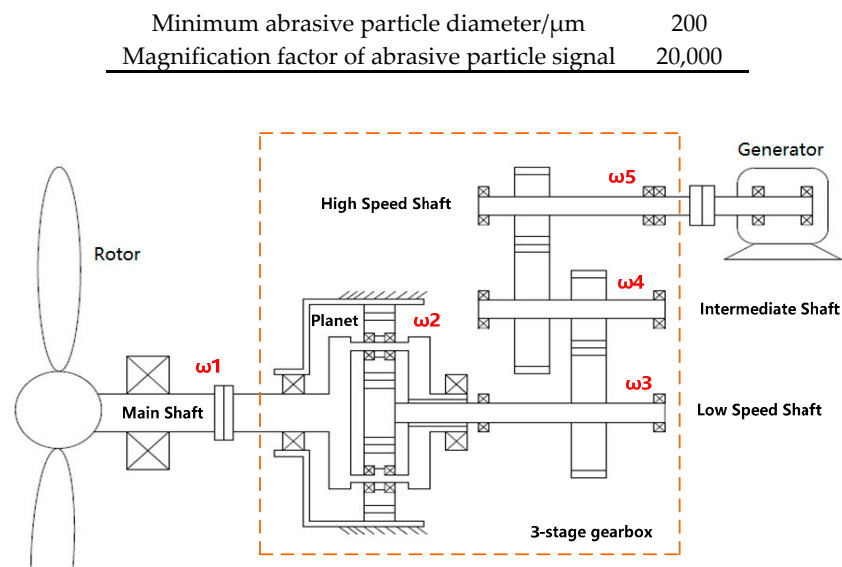 Minimum abrasive particle diameter/μm 200
Magnification factor of abrasive particle signal 20,000
Generator
ω5
High Speed Shaft
Rotor
ω4
Intermediate Shaft
Planet
ω2
ω1
ω3
Main Shaft
Low Speed Shaft
3-stage gearbox